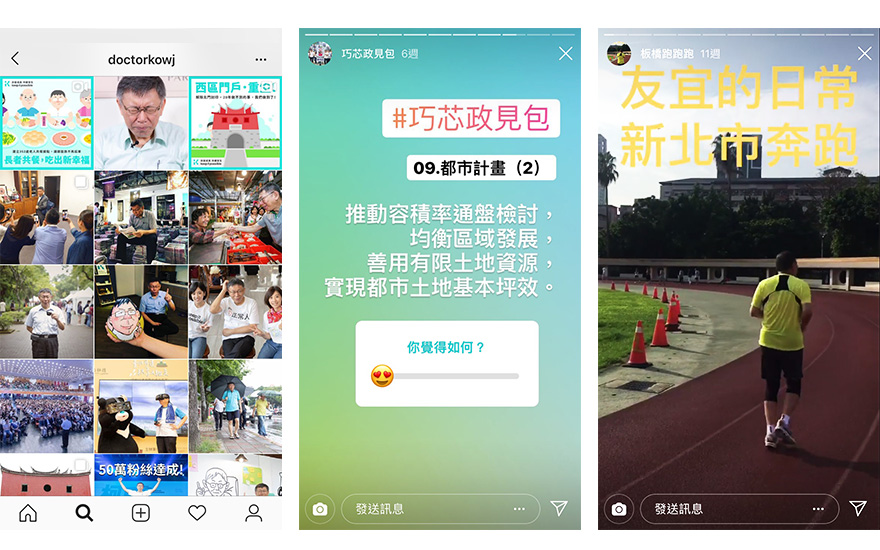 doctorkowj
長者共餐，吃出新幸福
西區門戶，重
50萬粉絲達成!
巧芯政見包 6週
#巧芯政見包
09.都市計畫（2）
推動容積率通盤檢討，
均衡區域發展，
善用有限土地資源，
實現都市土地基本坪效。
你覺得如何？
發送訊息
板橋跑跑跑 11週
友宜的日常
新北市奔跑
發送訊息